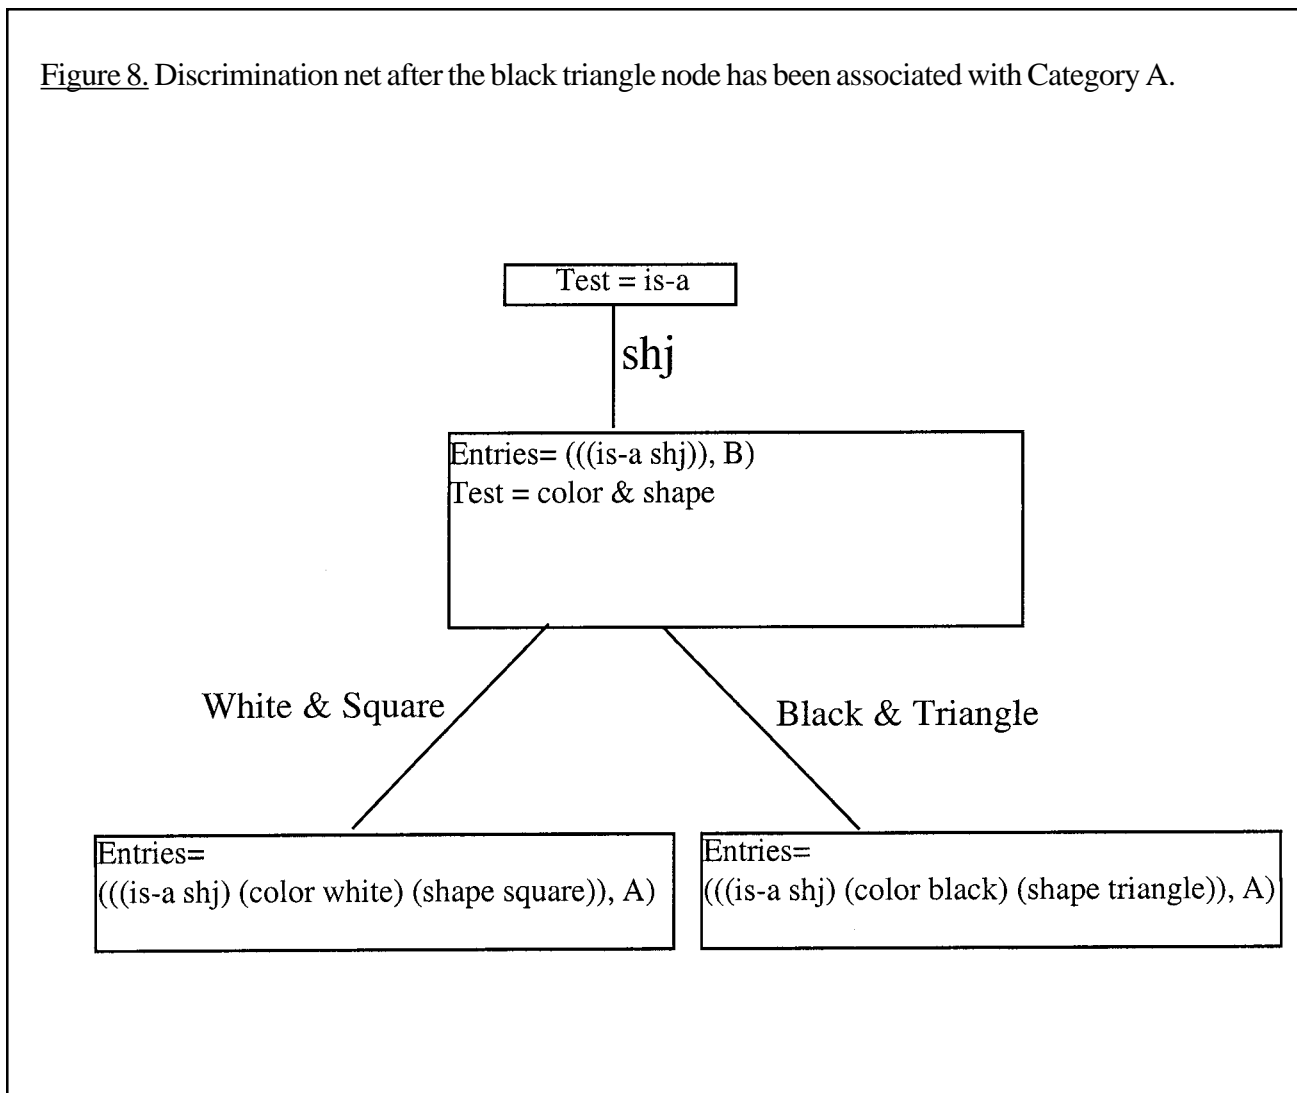 Figure 8. Discrimination net after the black triangle node has been associated with Category A.
Test = is-a
shj
Entries= (((is-a shj)), B)
Test = color & shape
White & Square
Black & Triangle
Entries=
(((is-a shj) (color white) (shape square)), A)
Entries=
(((is-a shj) (color black) (shape triangle)), A)